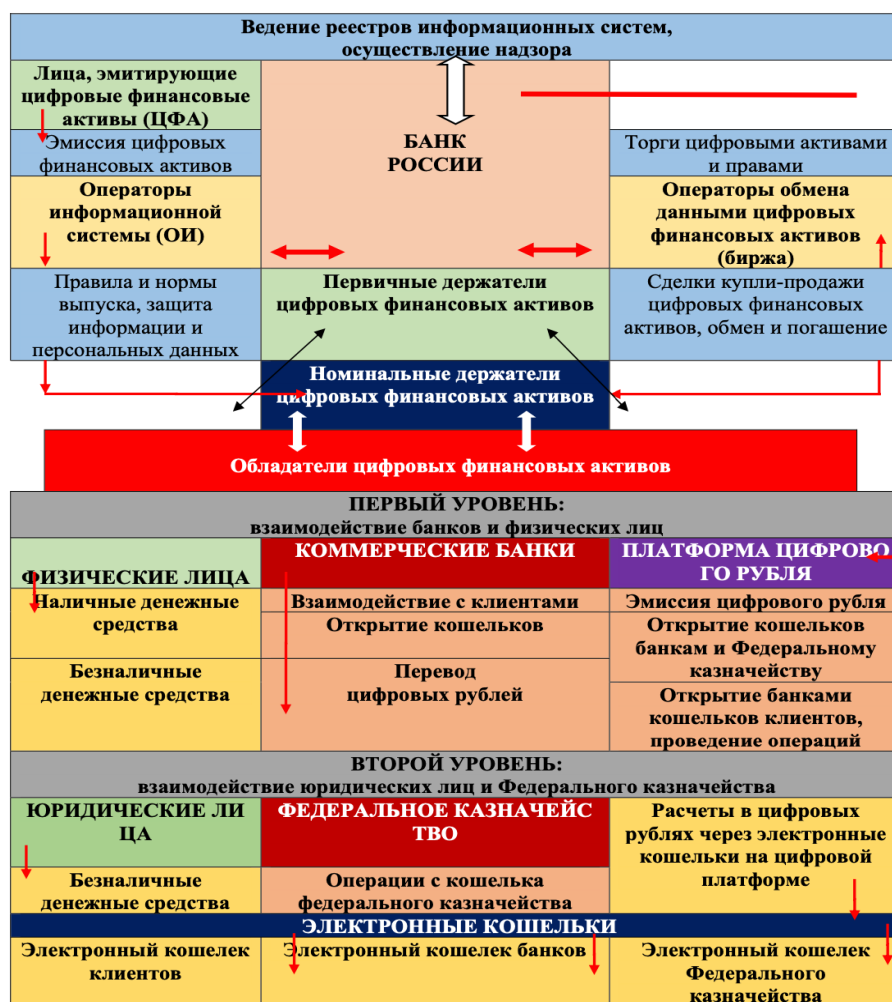 Ведение реестров информационных систем,
осуществление надзора
Лица, эмитирующие
цифровые финансовые
активы (ЦФА)
Эмиссия цифровых
финансовых активов
Операторы
информационной
системы (ОИ)
Правила и нормы
выпуска, защита
информации и
персональных данных
БАНК
РОССИИ
Первичные держатели
цифровых финансовых активов
Торги цифровыми активами
и правами
Операторы обмена
данными цифровых
финансовых активов
(биржа)
Сделки купли-продажи
цифровых финансовых
активов, обмен и погашение
Номинальные держатели
цифровых финансовых активов
Обладатели цифровых финансовых активов
ПЕРВЫЙ УРОВЕНЬ:
взаимодействие банков и физических лиц
ФИЗИЧЕСКИЕ ЛИЦА
Наличные денежные
средства
Безналичные
денежные средства
КОММЕРЧЕСКИЕ БАНКИ
Взаимодействие с клиентами
Открытие кошельков
Перевод
цифровых рублей
ПЛАТФОРМА ЦИФРОВО
ГО РУБЛЯ
Эмиссия цифрового рубля
Открытие кошельков
банкам и Федеральному
казначейству
Открытие банками
кошельков клиентов,
проведение операций
ВТОРОЙ УРОВЕНЬ:
взаимодействие юридических лиц и Федерального казначейства
ЮРИДИЧЕСКИЕ ЛИ
ЦА
Безналичные
денежные средства
ФЕДЕРАЛЬНОЕ КАЗНАЧЕЙС
ТВО
Операции с кошелька
федерального казначейства
Расчеты в цифровых
рублях через электронные
кошельки на цифровой
платформе
ЭЛЕКТРОННЫЕ КОШЕЛЬКИ
Электронный кошелек
клиентов
Электронный кошелек банков
Электронный кошелек
Федерального
казначейства